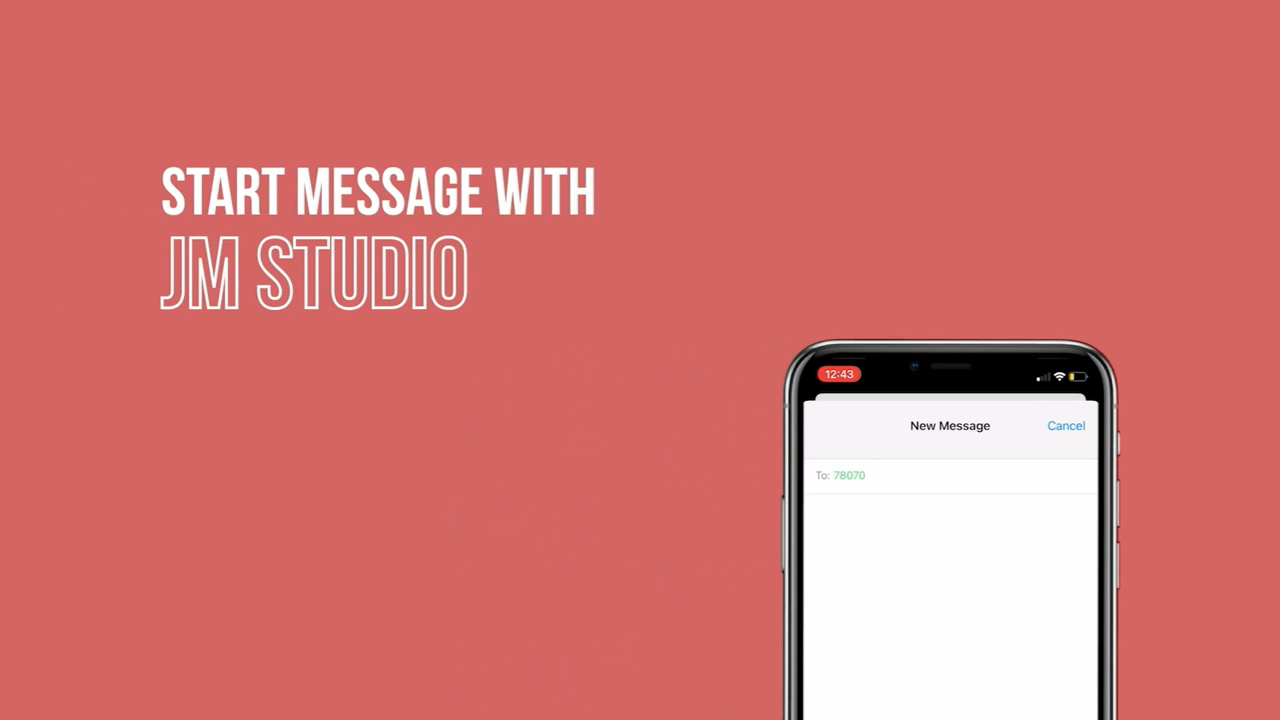 START MESSAGE WITH
JM STUDIO
12:43
New Message
Cancel
To: 78070